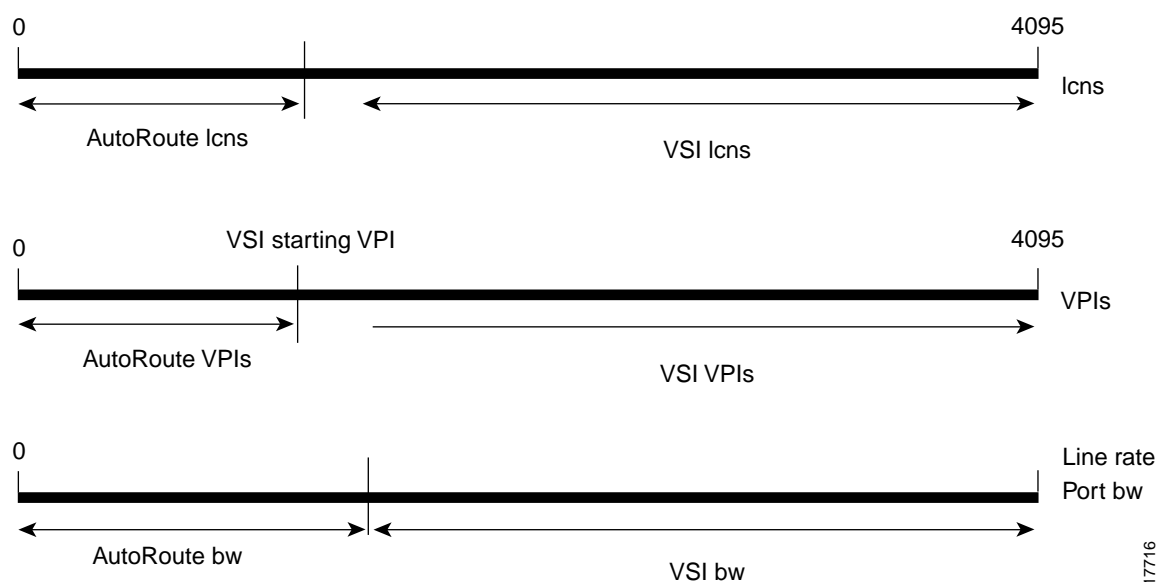 0
4095
lcns
AutoRoute lcns
VSI lcns
VSI starting VPI
0
4095
VPIs
AutoRoute VPIs
VSI VPIs
0
Line rate
Port bw
AutoRoute bw
VSI bw
17716